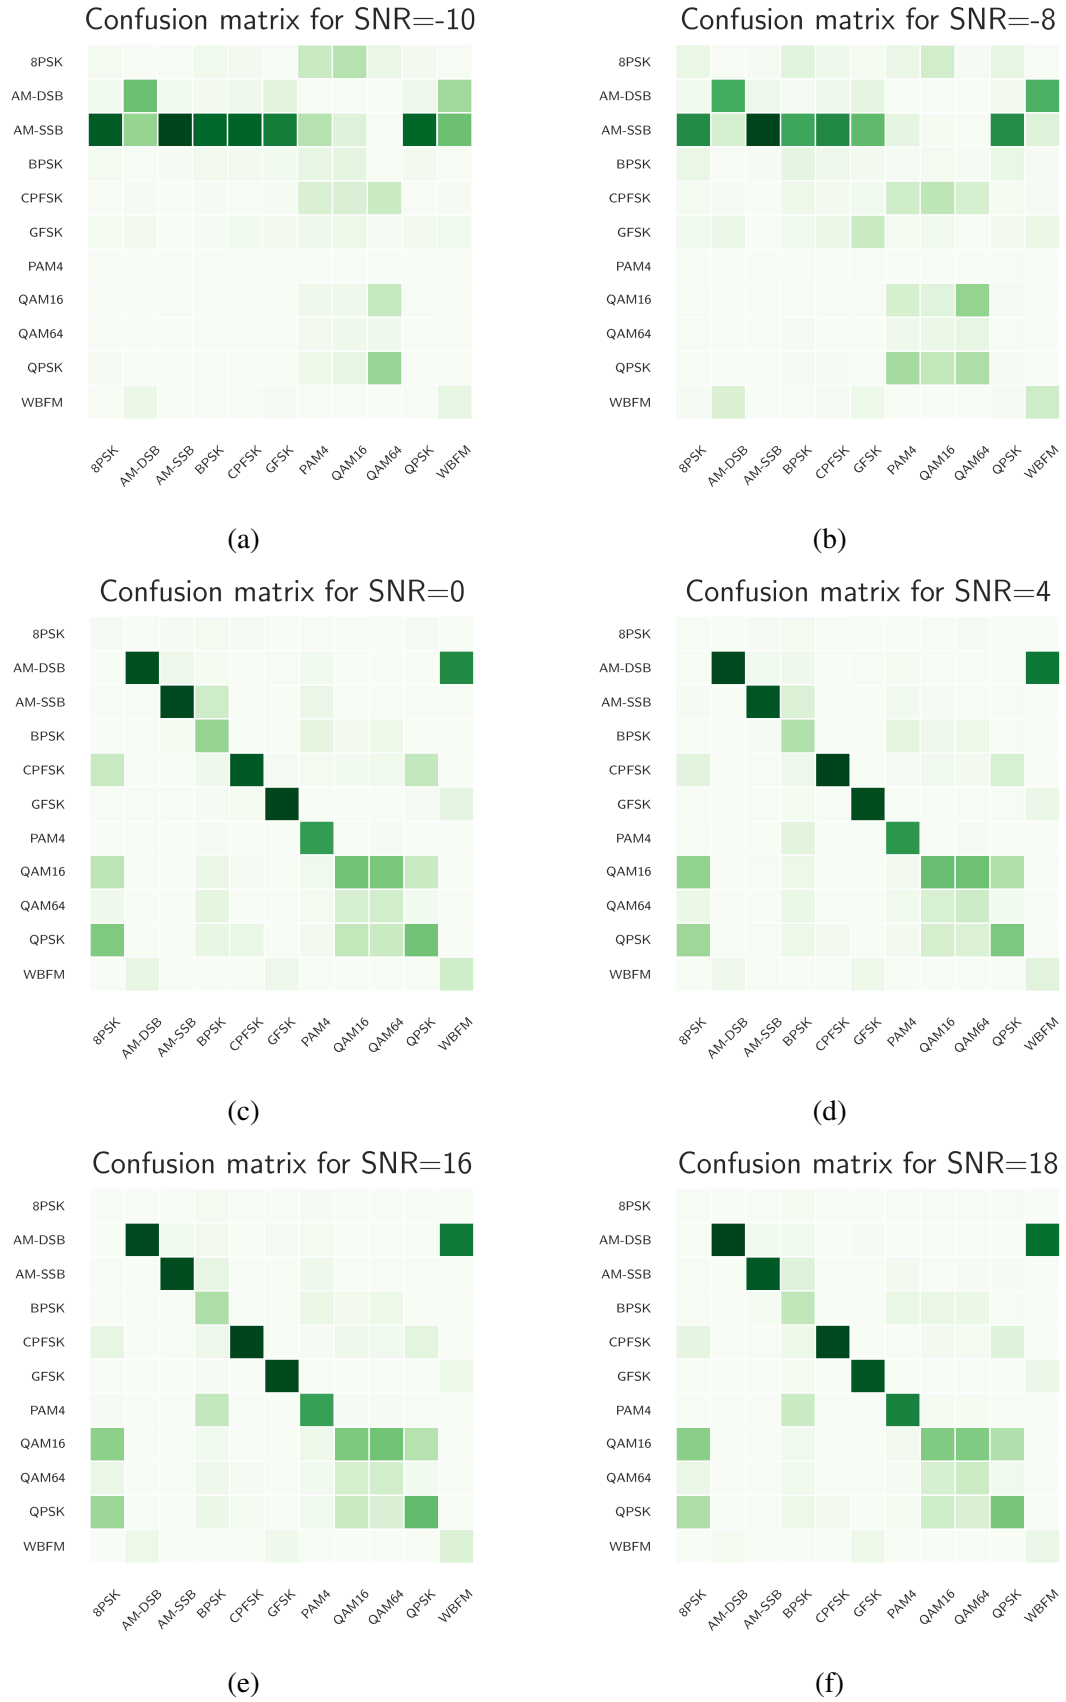 Confusion matrix for SNR=-10
8PSK
AM-DSB
AM-SSB
BPSK
CPFSK
GFSK
PAM4
QAM16
QAM64
QPSK
WBFM
8PSK AM-DSB AM-SSB BPSK CPFSK GFSK PAM4 QAM16 QAM64 QPSK WBFM
(a)
Confusion matrix for SNR=-8
8PSK
AM-DSB
AM-SSB
BPSK
CPFSK
GFSK
PAM4
QAM16
QAM64
QPSK
WBFM
8PSK AM-DSB AM-SSB BPSK CPFSK GFSK PAM4 QAM16 QAM64 QPSK WBFM
(b)
Confusion matrix for SNR=0
8PSK
AM-DSB
AM-SSB
BPSK
CPFSK
GFSK
PAM4
QAM16
QAM64
QPSK
WBFM
8PSK AM-DSB AM-SSB BPSK CPFSK GFSK PAM4 QAM16 QAM64 QPSK WBFM
(c)
Confusion matrix for SNR=4
8PSK
AM-DSB
AM-SSB
BPSK
CPFSK
GFSK
PAM4
QAM16
QAM64
QPSK
WBFM
8PSK AM-DSB AM-SSB BPSK CPFSK GFSK PAM4 QAM16 QAM64 QPSK WBFM
(d)
Confusion matrix for SNR=16
8PSK
AM-DSB
AM-SSB
BPSK
CPFSK
GFSK
PAM4
QAM16
QAM64
QPSK
WBFM
8PSK AM-DSB AM-SSB BPSK CPFSK GFSK PAM4 QAM16 QAM64 QPSK WBFM
(e)
Confusion matrix for SNR=18
8PSK
AM-DSB
AM-SSB
BPSK
CPFSK
GFSK
PAM4
QAM16
QAM64
QPSK
WBFM
8PSK AM-DSB AM-SSB BPSK CPFSK GFSK PAM4 QAM16 QAM64 QPSK WBFM
(f)